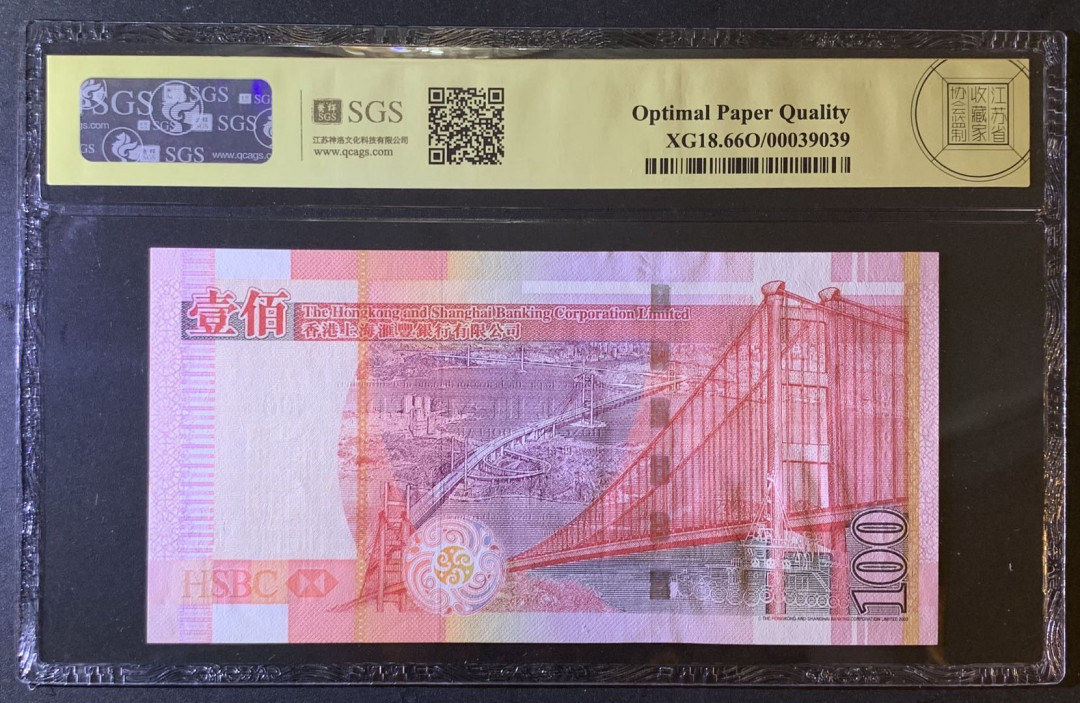 SGS
江苏神洛文化科技有限公司
www.qcags.com
Optimal Paper Quality
XG18.66O/00039039
江苏省
收藏家
协会监制
SGS
SGS
SGS
SGS
www.qcags.c
壹佰
The Hongkong and Shanghai Banking Corporation Limited
香港上海滙豐銀行有限公司
HSBC
100